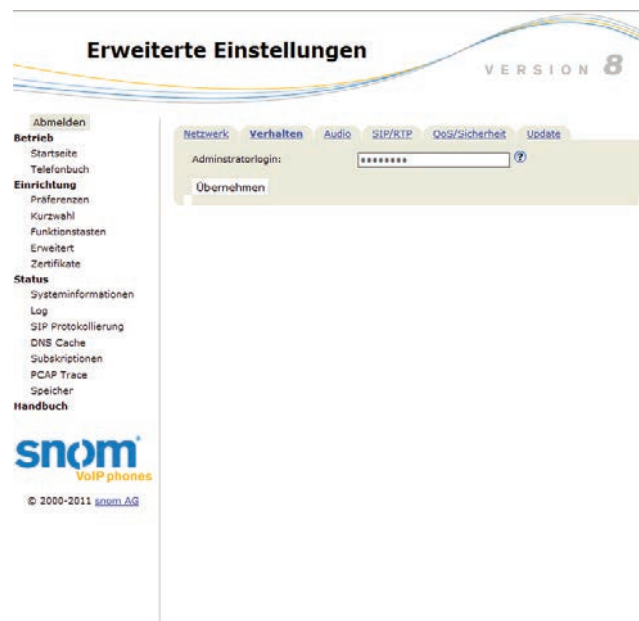 Erweiterte Einstellungen
VERSION 8
Abmelden
Betrieb
Startseite
Telefonbuch
Einrichtung
Präferenzen
Kurzwahl
Funktionstasten
Erweitert
Zertifikate
Status
Systeminformationen
Log
SIP Protokollierung
DNS Cache
Subskriptionen
PCAP Trace
Speicher
Handbuch
snom
VoIP phones
© 2000-2011 snom AG
Netzwerk Verhalten Audio SIP/RTP QoS/Sicherheit Update
Adminstratorlogin: ******** ?
Übernehmen